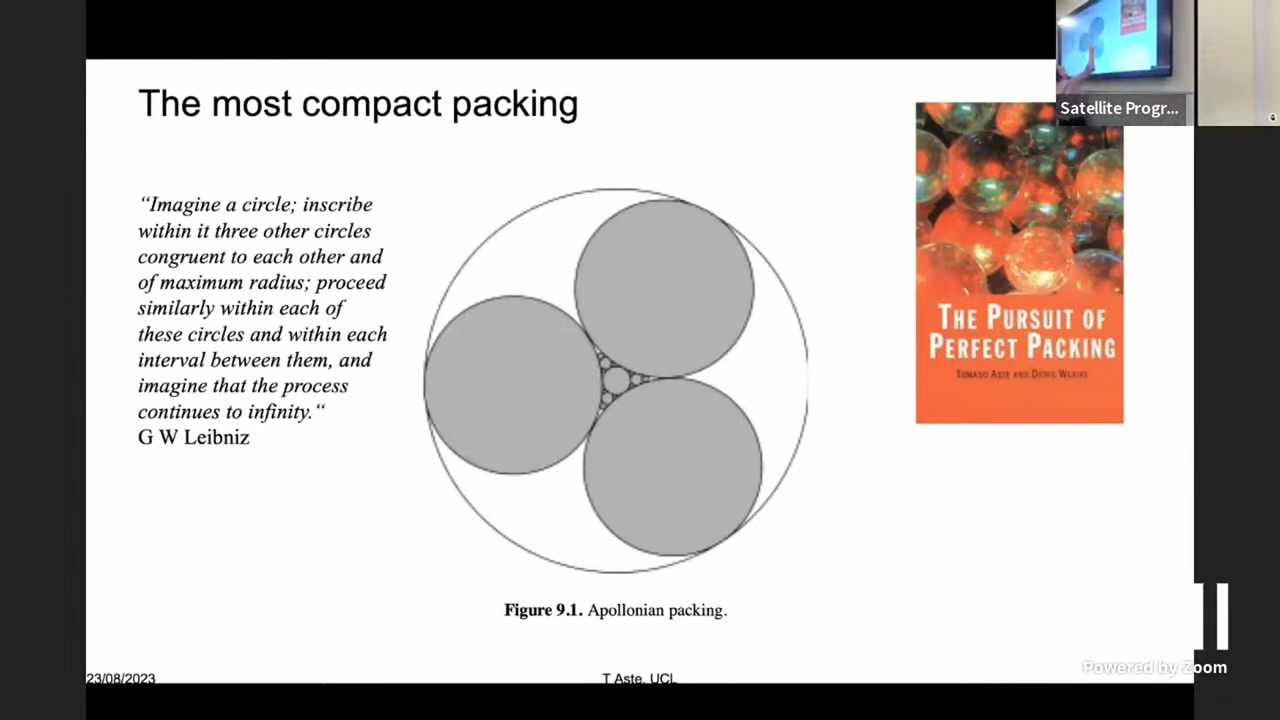 Satellite Progr...
The most compact packing
“Imagine a circle; inscribe
within it three other circles
congruent to each other and
of maximum radius; proceed
similarly within each of
these circles and within each
interval between them, and
imagine that the process
continues to infinity.“
G W Leibniz
THE PURSUIT OF
PERFECT PACKING
TOMASO ASTE AND DENIS WEAIRE
Figure 9.1. Apollonian packing.
23/08/2023
T Aste, UCL
Powered by Zoom